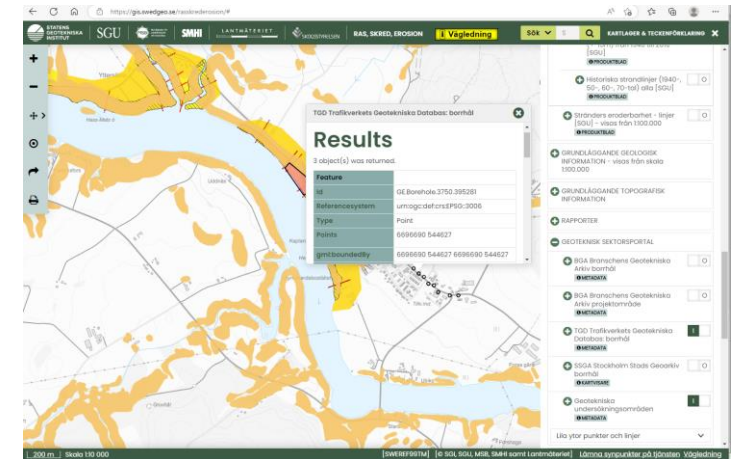 https://gis.swedgeo.se/rasskrederosion/#
STATENS
GEOTEKNISKA
INSTITUT
SGU
SMHI
LANTMÄTERIET
SKOGSSTYRELSEN
RAS, SKRED, EROSION
Vägledning
Sök
KARTLAGER & TECKENFÖRKLARING
[SGU]
PRODUKTBLAD
Historiska strandlinjer (1940-,
50-, 60-, 70-tal) alla [SGU]
PRODUKTBLAD
Stränders eroderbarhet - linjer
[SGU] - visas från 1:100.000
PRODUKTBLAD
GRUNDLÄGGANDE GEOLOGISK
INFORMATION - visas från skala
1:100.000
GRUNDLÄGGANDE TOPOGRAFISK
INFORMATION
RAPPORTER
GEOTEKNISK SEKTORSPORTAL
BGA Branschens Geotekniska
Arkiv borrhål
METADATA
BGA Branschens Geotekniska
Arkiv projektområde
METADATA
TGD Trafikverkets Geotekniska
Databas: borrhål
METADATA
SSGA Stockholm Stads Geoarkiv
borrhål
KARTVISARE
Geotekniska
undersökningsområden
METADATA
Lila ytor punkter och linjer
TGD Trafikverkets Geotekniska Databas: borrhål
Results
3 object(s) was returned.
Feature
Id GE.Borehole.3750.395281
Referencesystem urn:ogc:def:crs:EPSG::3006
Type Point
Points 6696690 544627
gml:boundedBy 6696690 544627 6696690 544627
200 m Skala 1:10 000
[SWEREF99TM] [© SGI, SGU, MSB, SMHI samt Lantmäteriet] Lämna synpunkter på tjänsten Vägledning